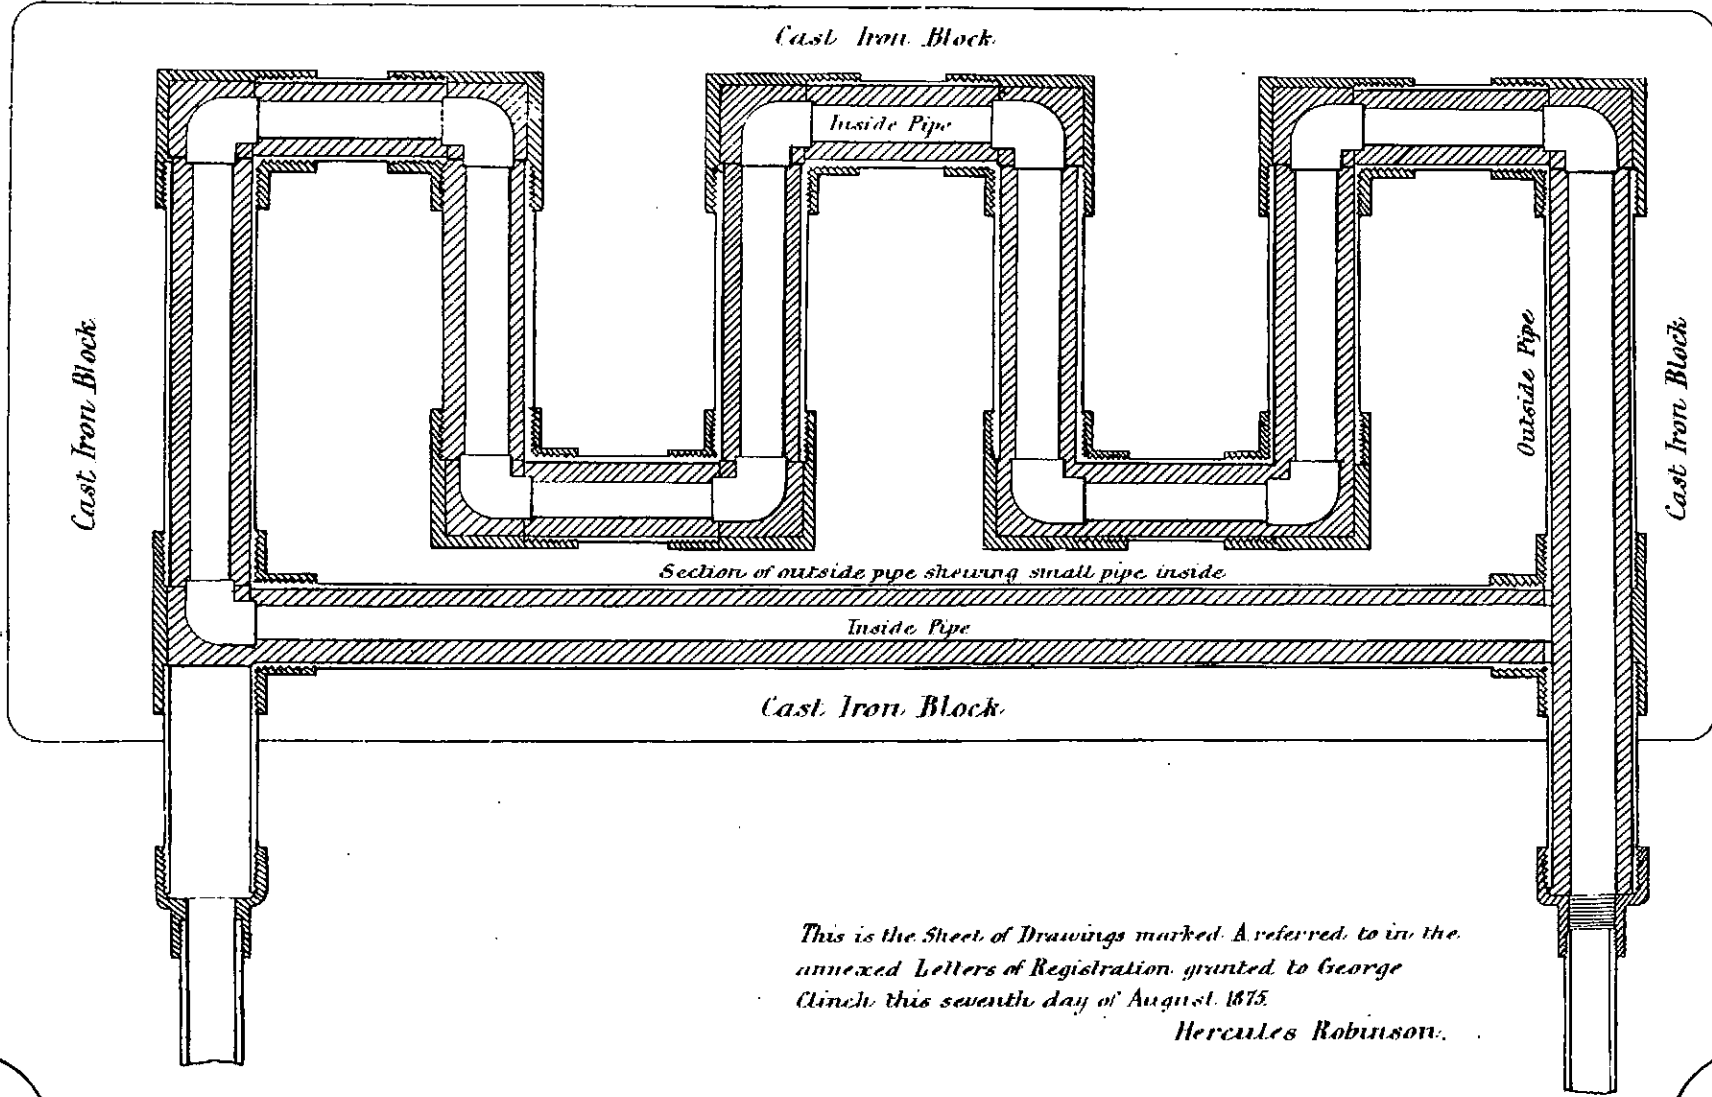 Cast Iron Block
Inside Pipe
Cast Iron Block
Outside Pipe
Cast Iron Block
Section of outside pipe shewing small pipe inside
Inside Pipe
Cast Iron Block
This is the Sheet of Drawings marked A referred to in the
annexed Letters of Registration granted to George
Clinch this seventh day of August 1875.
Hercules Robinson.